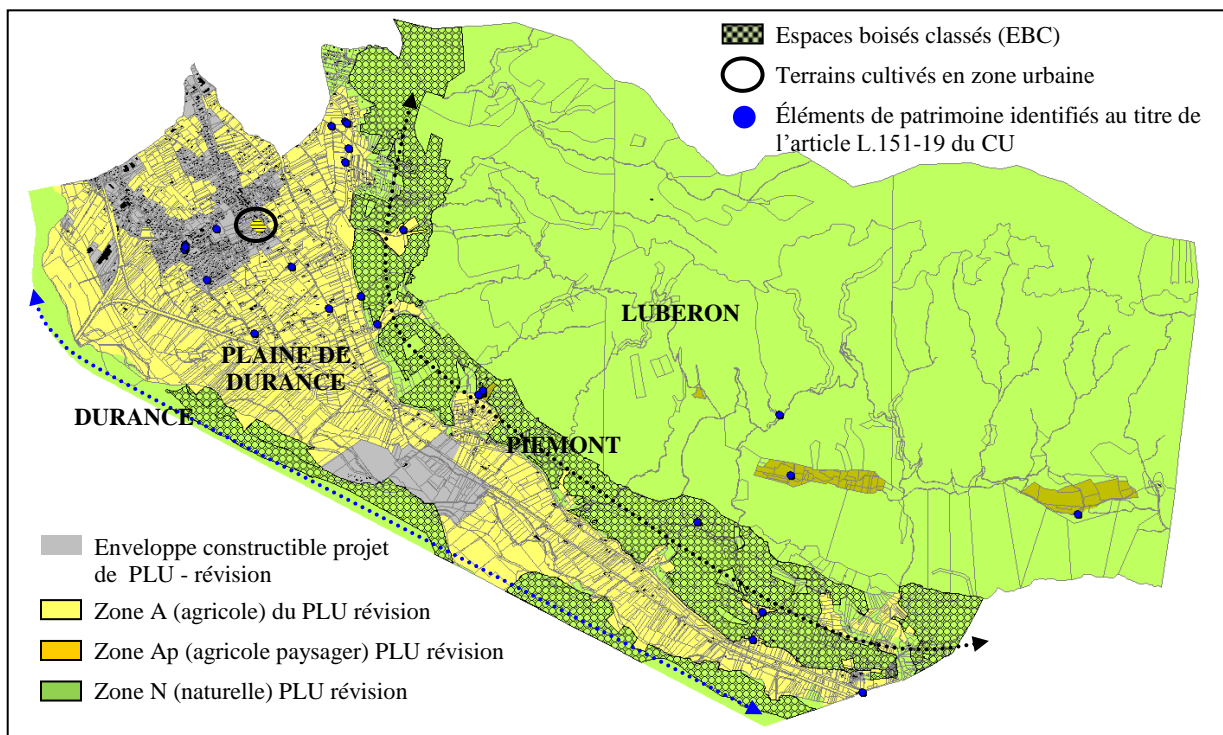 Espaces boisés classés (EBC)
Terrains cultivés en zone urbaine
Éléments de patrimoine identifiés au titre de
l'article L.151-19 du CU
LUBERON
PLAINE DE
DURANCE
DURANCE
PIEMONT
Enveloppe constructible projet
de PLU - révision
Zone A (agricole) du PLU révision
Zone Ap (agricole paysager) PLU révision
Zone N (naturelle) PLU révision